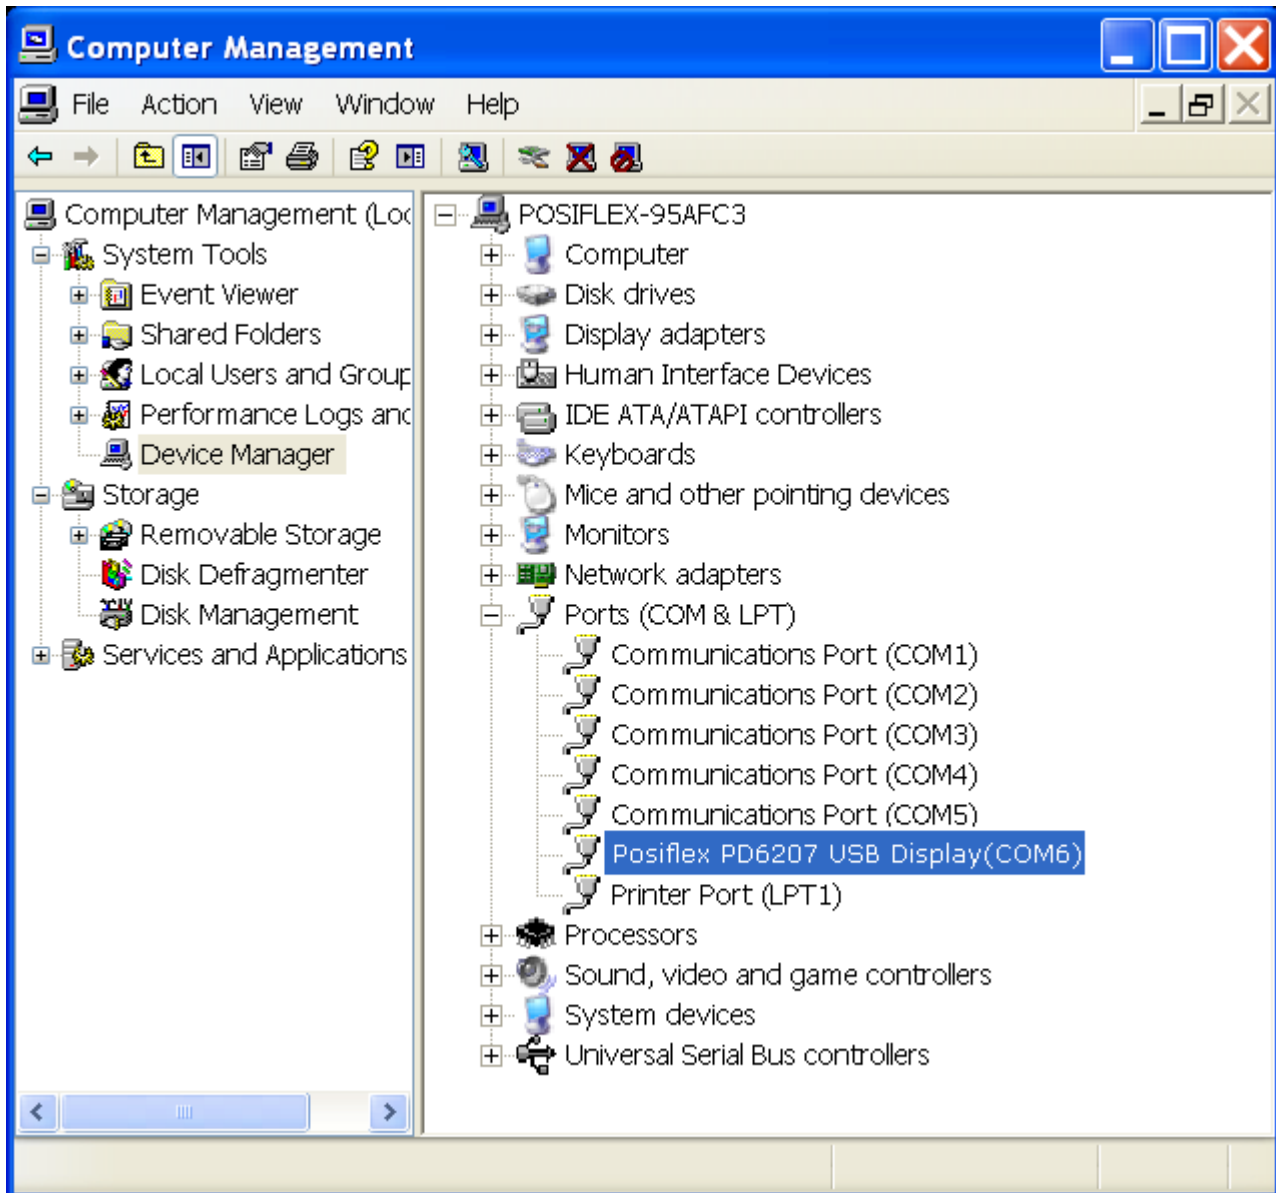 Computer Management
File Action View Window Help
Computer Management (Loc
System Tools
Event Viewer
Shared Folders
Local Users and Group
Performance Logs and
Device Manager
Storage
Removable Storage
Disk Defragmenter
Disk Management
Services and Applications
POSIFLEX-95AFC3
Computer
Disk drives
Display adapters
Human Interface Devices
IDE ATA/ATAPI controllers
Keyboards
Mice and other pointing devices
Monitors
Network adapters
Ports (COM & LPT)
Communications Port (COM1)
Communications Port (COM2)
Communications Port (COM3)
Communications Port (COM4)
Communications Port (COM5)
Posiflex PD6207 USB Display(COM6)
Printer Port (LPT1)
Processors
Sound, video and game controllers
System devices
Universal Serial Bus controllers